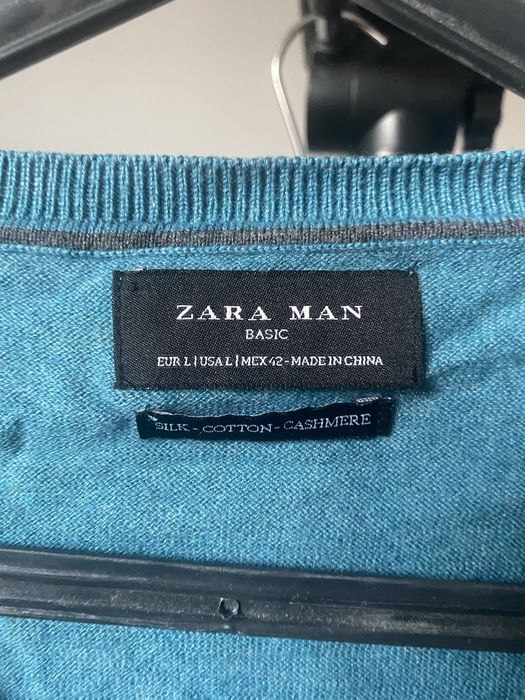 ZARA MAN
BASIC
EUR L | USA L | MEX 42 - MADE IN CHINA
SILK - COTTON - CASHMERE